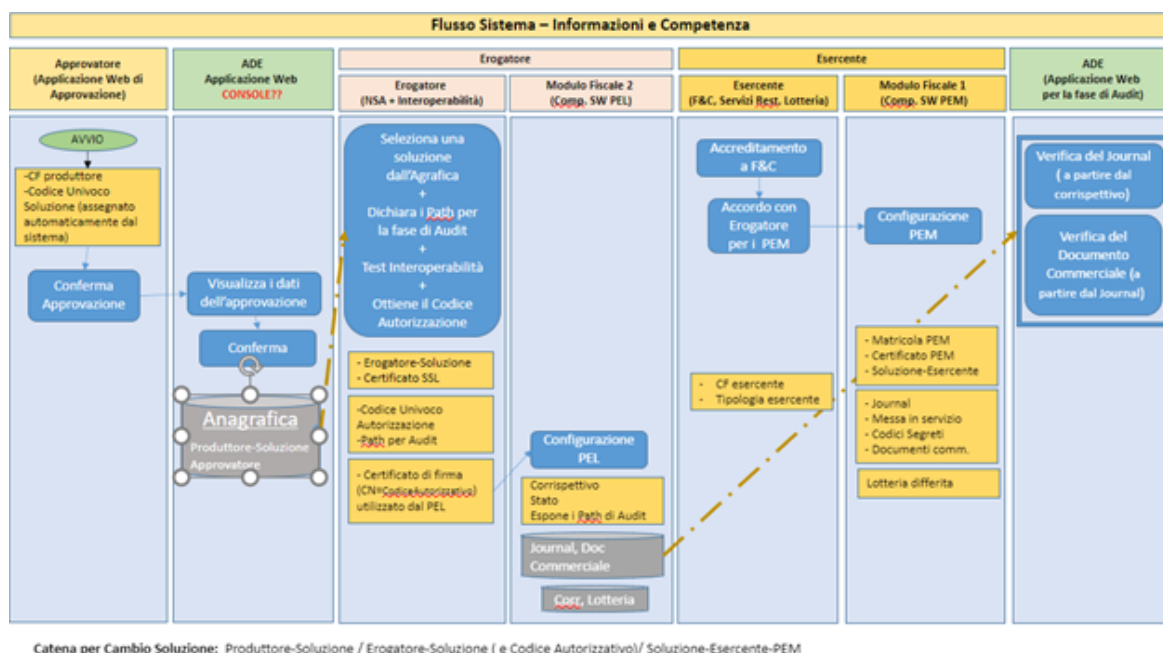 Flusso Sistema – Informazioni e Competenza
Approvatore
(Applicazione Web di
Approvazione)
ADE
Applicazione Web
CONSOLE??
Erogatore
Erogatore
(NSA + Interoperabilità)
Modulo Fiscale 2
(Comp. SW PEL)
Esercente
Esercente
(F&C, Servizi Rest, Lotteria)
Modulo Fiscale 1
(Comp. SW PEM)
ADE
(Applicazione Web
per la fase di Audit)
AVVIO
-CF produttore
-Codice Univoco
Soluzione (assegnato
automaticamente dal
sistema)
Conferma
Approvazione
Visualizza i dati
dell'approvazione
Conferma
Anagrafica
Produttore-Soluzione
Approvatore
Seleziona una
soluzione
dall'Agrafica
+
Dichiara i Path per
la fase di Audit
+
Test Interoperabilità
+
Ottiene il Codice
Autorizzazione
- Erogatore-Soluzione
- Certificato SSL
-Codice Univoco
Autorizzazione
-Path per Audit
- Certificato di firma
(CN=CodiceAutorizzativo)
utilizzato dal PEL
Configurazione
PEL
Corrispettivo
Stato
Espone i Path di Audit
Journal, Doc
Commerciale
Corr, Lotteria
Accreditamento
a F&C
Accordo con
Erogatore
per i PEM
- CF esercente
- Tipologia esercente
Configurazione
PEM
- Matricola PEM
- Certificato PEM
- Soluzione-Esercente
- Journal
- Messa in servizio
- Codici Segreti
- Documenti comm.
Lotteria differita
Verifica del Journal
( a partire dal
corrispettivo)
Verifica del
Documento
Commerciale (a
partire dal Journal)
Catena per Cambio Soluzione: Produttore-Soluzione / Erogatore-Soluzione ( e Codice Autorizzativo)/ Soluzione-Esercente-PEM